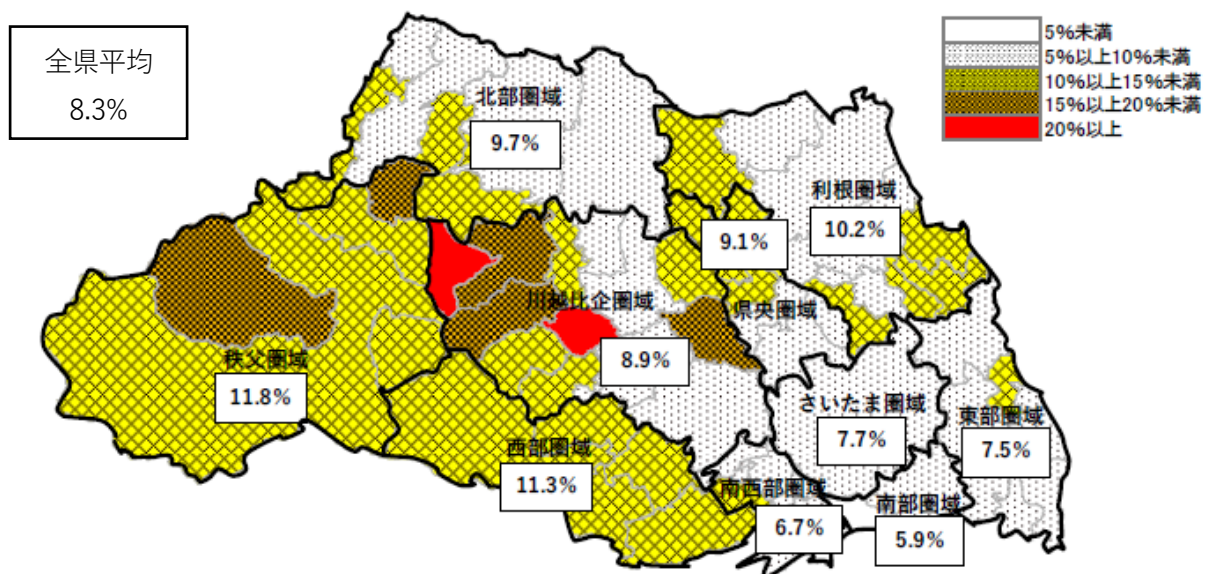 全県平均
8.3%
5%未満
5%以上10%未満
10%以上15%未満
15%以上20%未満
20%以上
北部圏域
9.7%
利根圏域
10.2%
9.1%
県央圏域
川越比企圏域
8.9%
秩父圏域
11.8%
さいたま圏域
7.7%
東部圏域
7.5%
西部圏域
11.3%
南西部圏域
6.7%
南部圏域
5.9%